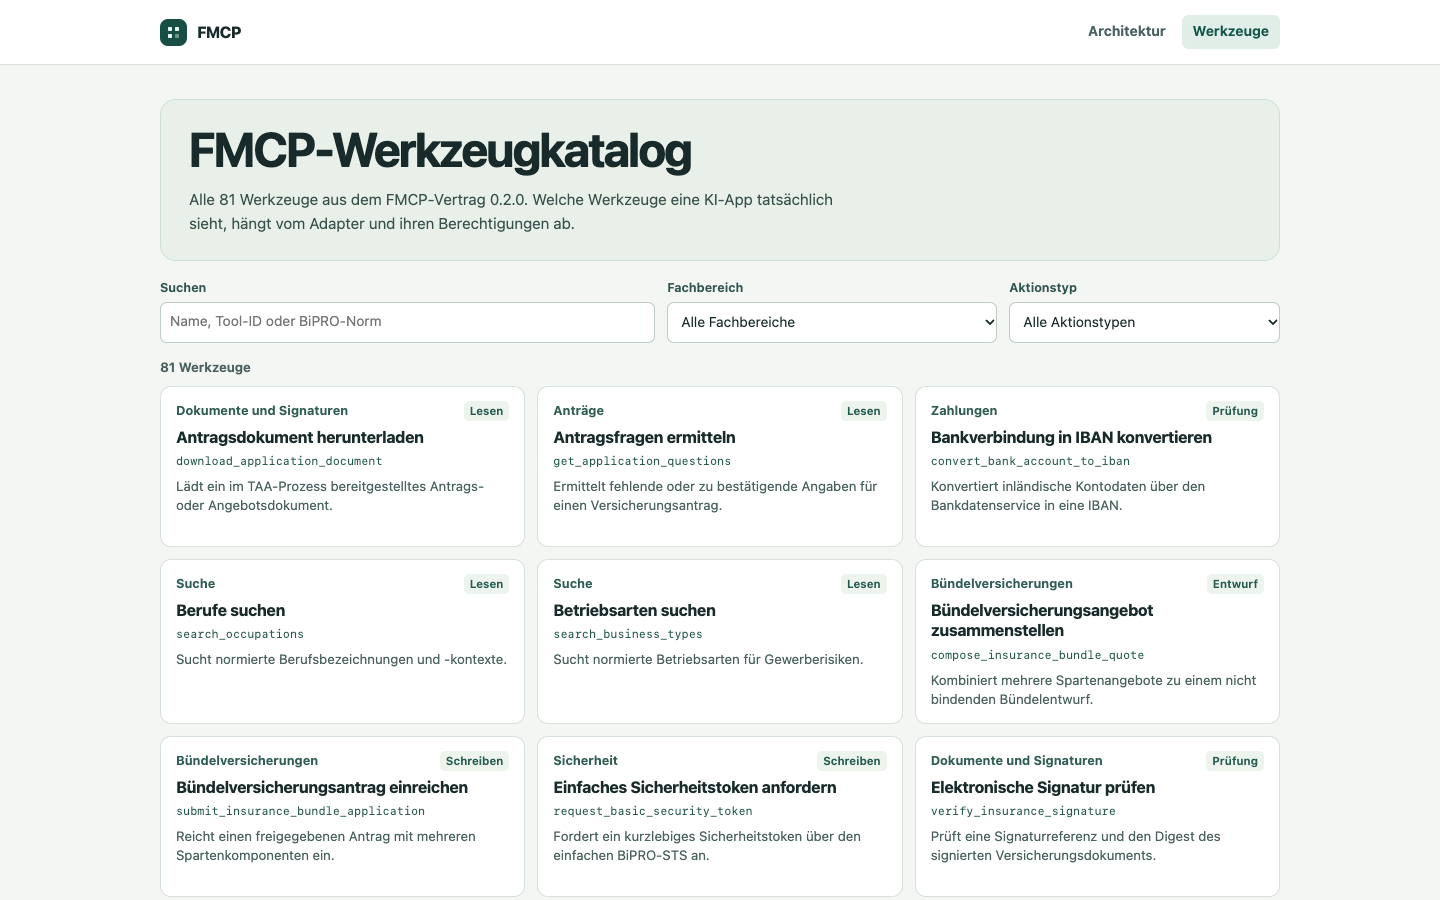 FMCP
Architektur
Werkzeuge
FMCP-Werkzeugkatalog
Alle 81 Werkzeuge aus dem FMCP-Vertrag 0.2.0. Welche Werkzeuge eine KI-App tatsächlich
sieht, hängt vom Adapter und ihren Berechtigungen ab.
Suchen
Name, Tool-ID oder BiPRO-Norm
Fachbereich
Alle Fachbereiche
Aktionstyp
Alle Aktionstypen
81 Werkzeuge
Dokumente und Signaturen
Lesen
Antragsdokument herunterladen
download_application_document
Lädt ein im TAA-Prozess bereitgestelltes Antrags-
oder Angebotsdokument.
Anträge
Lesen
Antragsfragen ermitteln
get_application_questions
Ermittelt fehlende oder zu bestätigende Angaben für
einen Versicherungsantrag.
Zahlungen
Prüfung
Bankverbindung in IBAN konvertieren
convert_bank_account_to_iban
Konvertiert inländische Kontodaten über den
Bankdatenservice in eine IBAN.
Suche
Lesen
Berufe suchen
search_occupations
Sucht normierte Berufsbezeichnungen und -kontexte.
Suche
Lesen
Betriebsarten suchen
search_business_types
Sucht normierte Betriebsarten für Gewerberisiken.
Bündelversicherungen
Entwurf
Bündelversicherungsangebot
zusammenstellen
compose_insurance_bundle_quote
Kombiniert mehrere Spartenangebote zu einem nicht
bindenden Bündelentwurf.
Bündelversicherungen
Schreiben
Bündelversicherungsantrag einreichen
submit_insurance_bundle_application
Reicht einen freigegebenen Antrag mit mehreren
Spartenkomponenten ein.
Sicherheit
Schreiben
Einfaches Sicherheitstoken anfordern
request_basic_security_token
Fordert ein kurzlebiges Sicherheitstoken über den
einfachen BiPRO-STS an.
Dokumente und Signaturen
Prüfung
Elektronische Signatur prüfen
verify_insurance_signature
Prüft eine Signaturreferenz und den Digest des
signierten Versicherungsdokuments.